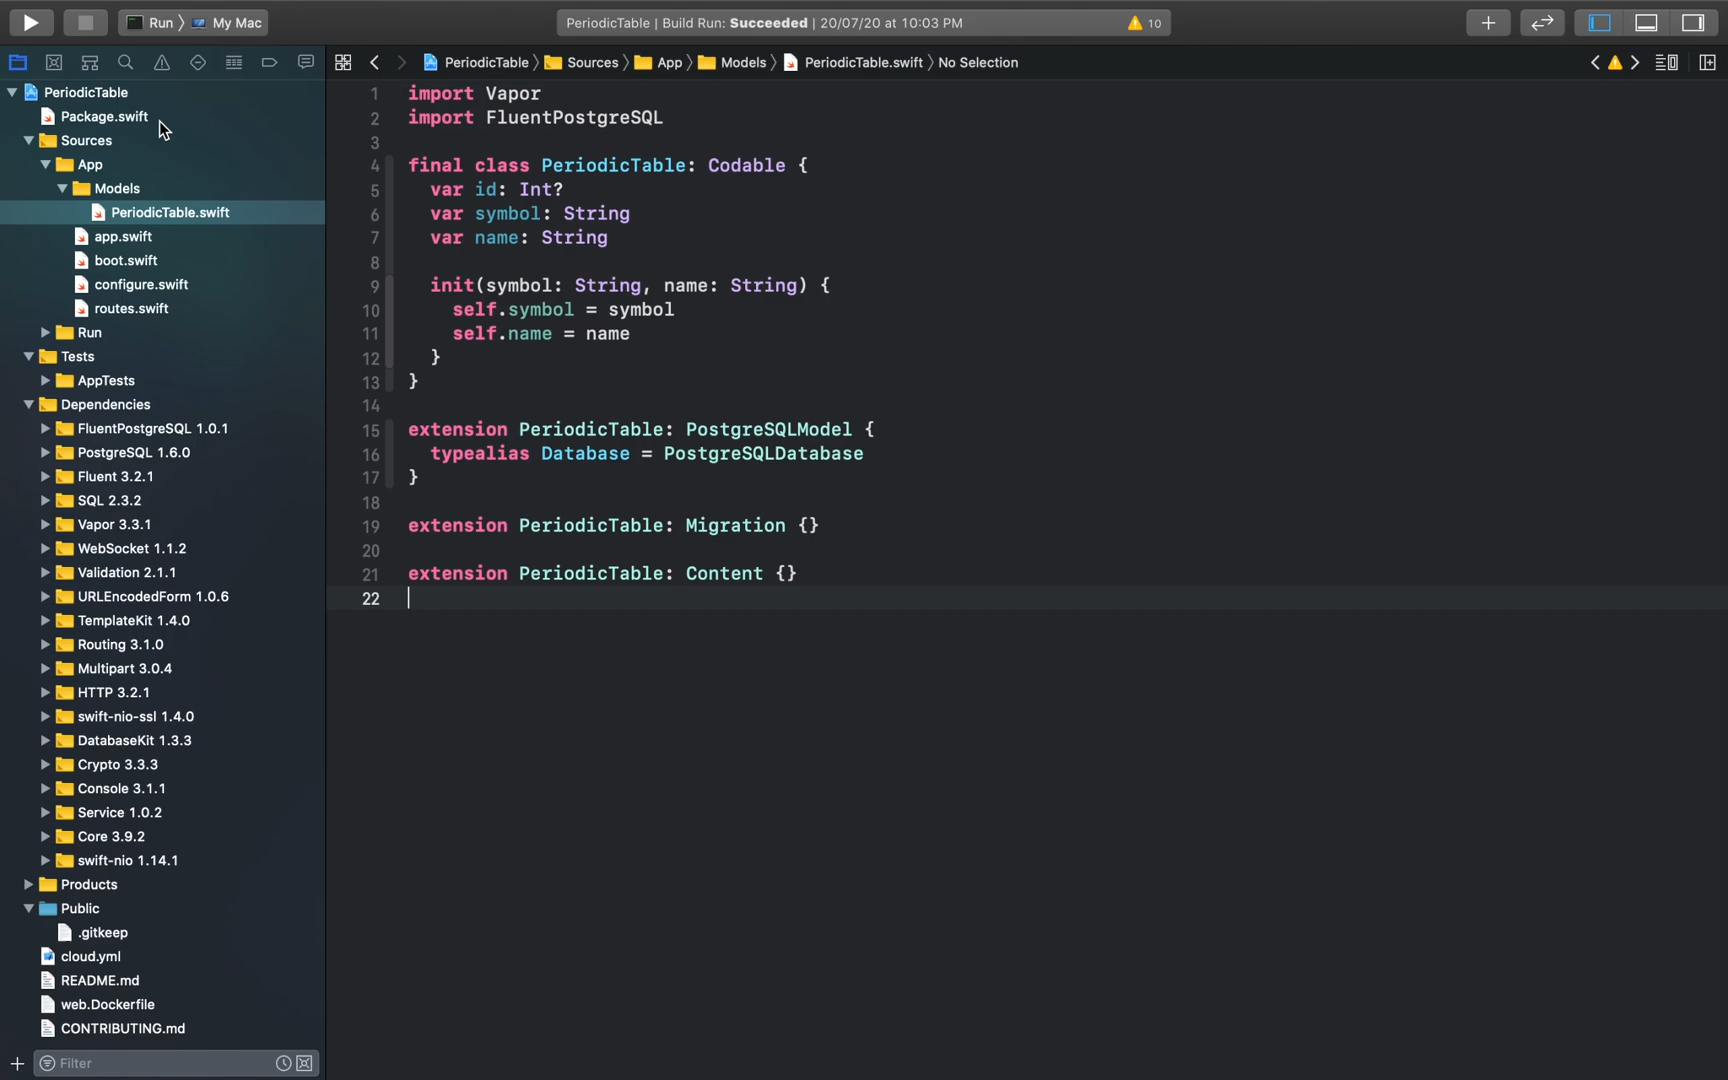 Run
My Mac
PeriodicTable | Build Run: Succeeded | 20/07/20 at 10:03 PM
10
PeriodicTable
Sources
App
Models
PeriodicTable.swift
No Selection
PeriodicTable
Package.swift
Sources
App
Models
PeriodicTable.swift
app.swift
boot.swift
configure.swift
routes.swift
Run
Tests
AppTests
Dependencies
FluentPostgreSQL 1.0.1
PostgreSQL 1.6.0
Fluent 3.2.1
SQL 2.3.2
Vapor 3.3.1
WebSocket 1.1.2
Validation 2.1.1
URLEncodedForm 1.0.6
TemplateKit 1.4.0
Routing 3.1.0
Multipart 3.0.4
HTTP 3.2.1
swift-nio-ssl 1.4.0
DatabaseKit 1.3.3
Crypto 3.3.3
Console 3.1.1
Service 1.0.2
Core 3.9.2
swift-nio 1.14.1
Products
Public
.gitkeep
cloud.yml
README.md
web.Dockerfile
CONTRIBUTING.md
Filter
1 import Vapor
2 import FluentPostgreSQL
3
4 final class PeriodicTable: Codable {
5 var id: Int?
6 var symbol: String
7 var name: String
8
9 init(symbol: String, name: String) {
10 self.symbol = symbol
11 self.name = name
12 }
13 }
14
15 extension PeriodicTable: PostgreSQLModel {
16 typealias Database = PostgreSQLDatabase
17 }
18
19 extension PeriodicTable: Migration {}
20
21 extension PeriodicTable: Content {}
22